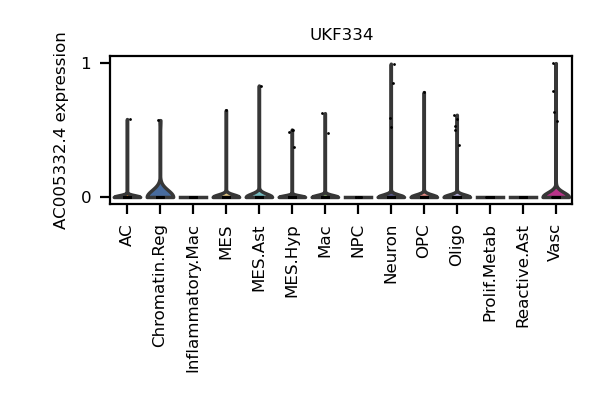 UKF334
AC005332.4 expression
1
0
AC
Chromatin.Reg
Inflammatory.Mac
MES
MES.Ast
MES.Hyp
Mac
NPC
Neuron
OPC
Oligo
Prolif.Metab
Reactive.Ast
Vasc